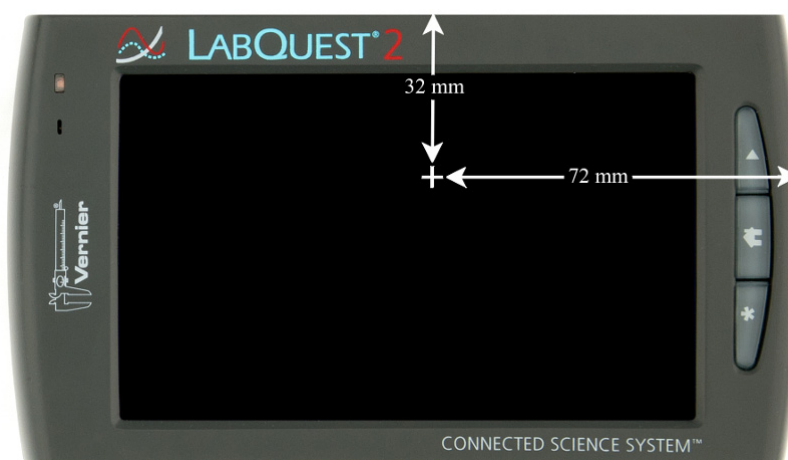 LABQUEST® 2
32 mm
72 mm
Vernier
CONNECTED SCIENCE SYSTEM™